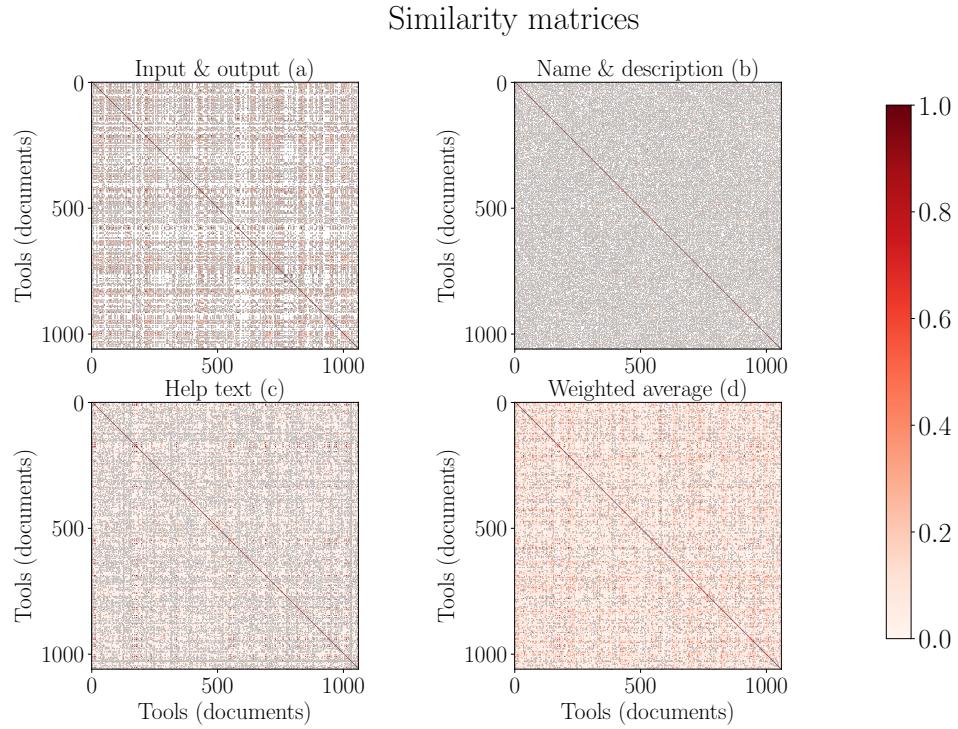 Similarity matrices
Input & output (a)
Name & description (b)
0
500
1000
Tools (documents)
0
500
1000
0
500
1000
Tools (documents)
0
500
1000
Help text (c)
Weighted average (d)
0
500
1000
Tools (documents)
0
500
1000
Tools (documents)
0
500
1000
Tools (documents)
0
500
1000
Tools (documents)
1.0
0.8
0.6
0.4
0.2
0.0